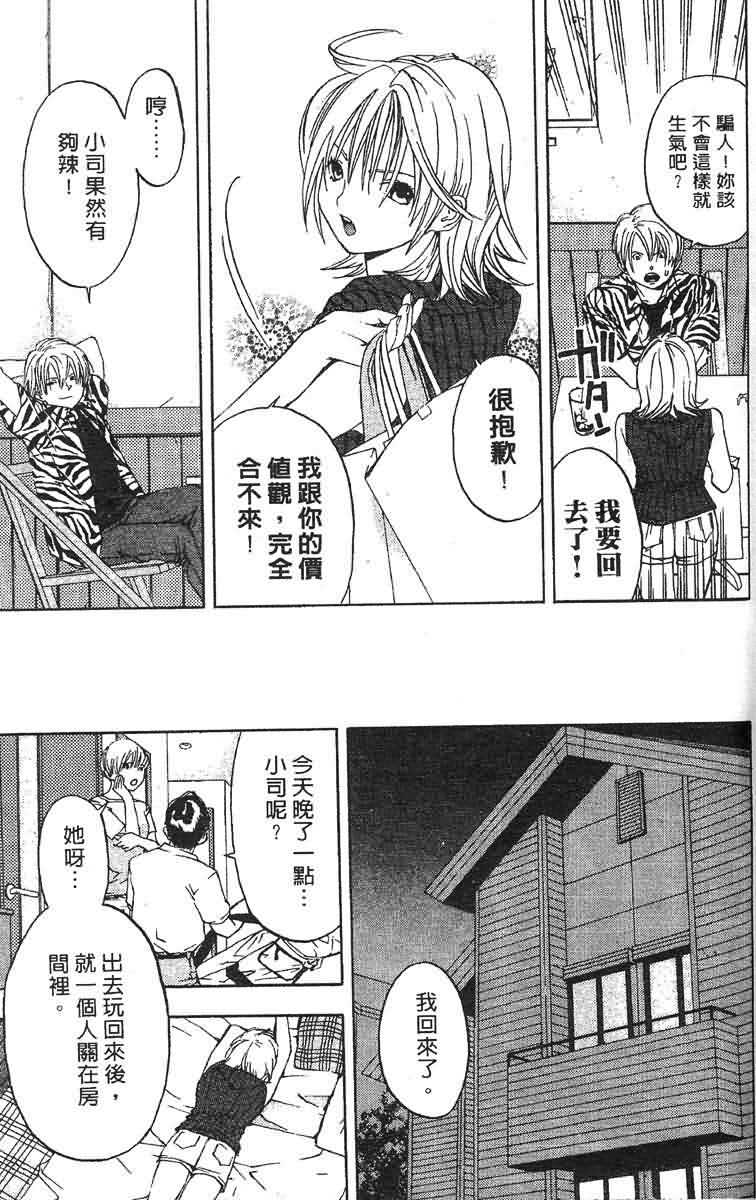 騙人！妳該
不會這樣就
生氣吧？
ガタン
我要回
去了！
很抱歉！
我跟你的價
值觀，完全
合不來！
哼……
小司果然有
夠辣！
我回來了。
今天晚了一點…
小司呢？
她呀…
出去玩回來後，
就一個人關在房
間裡。